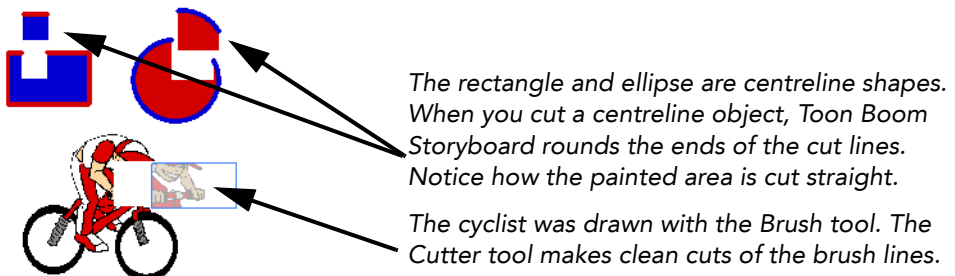 The rectangle and ellipse are centreline shapes.
When you cut a centreline object, Toon Boom
Storyboard rounds the ends of the cut lines.
Notice how the painted area is cut straight.
The cyclist was drawn with the Brush tool. The
Cutter tool makes clean cuts of the brush lines.